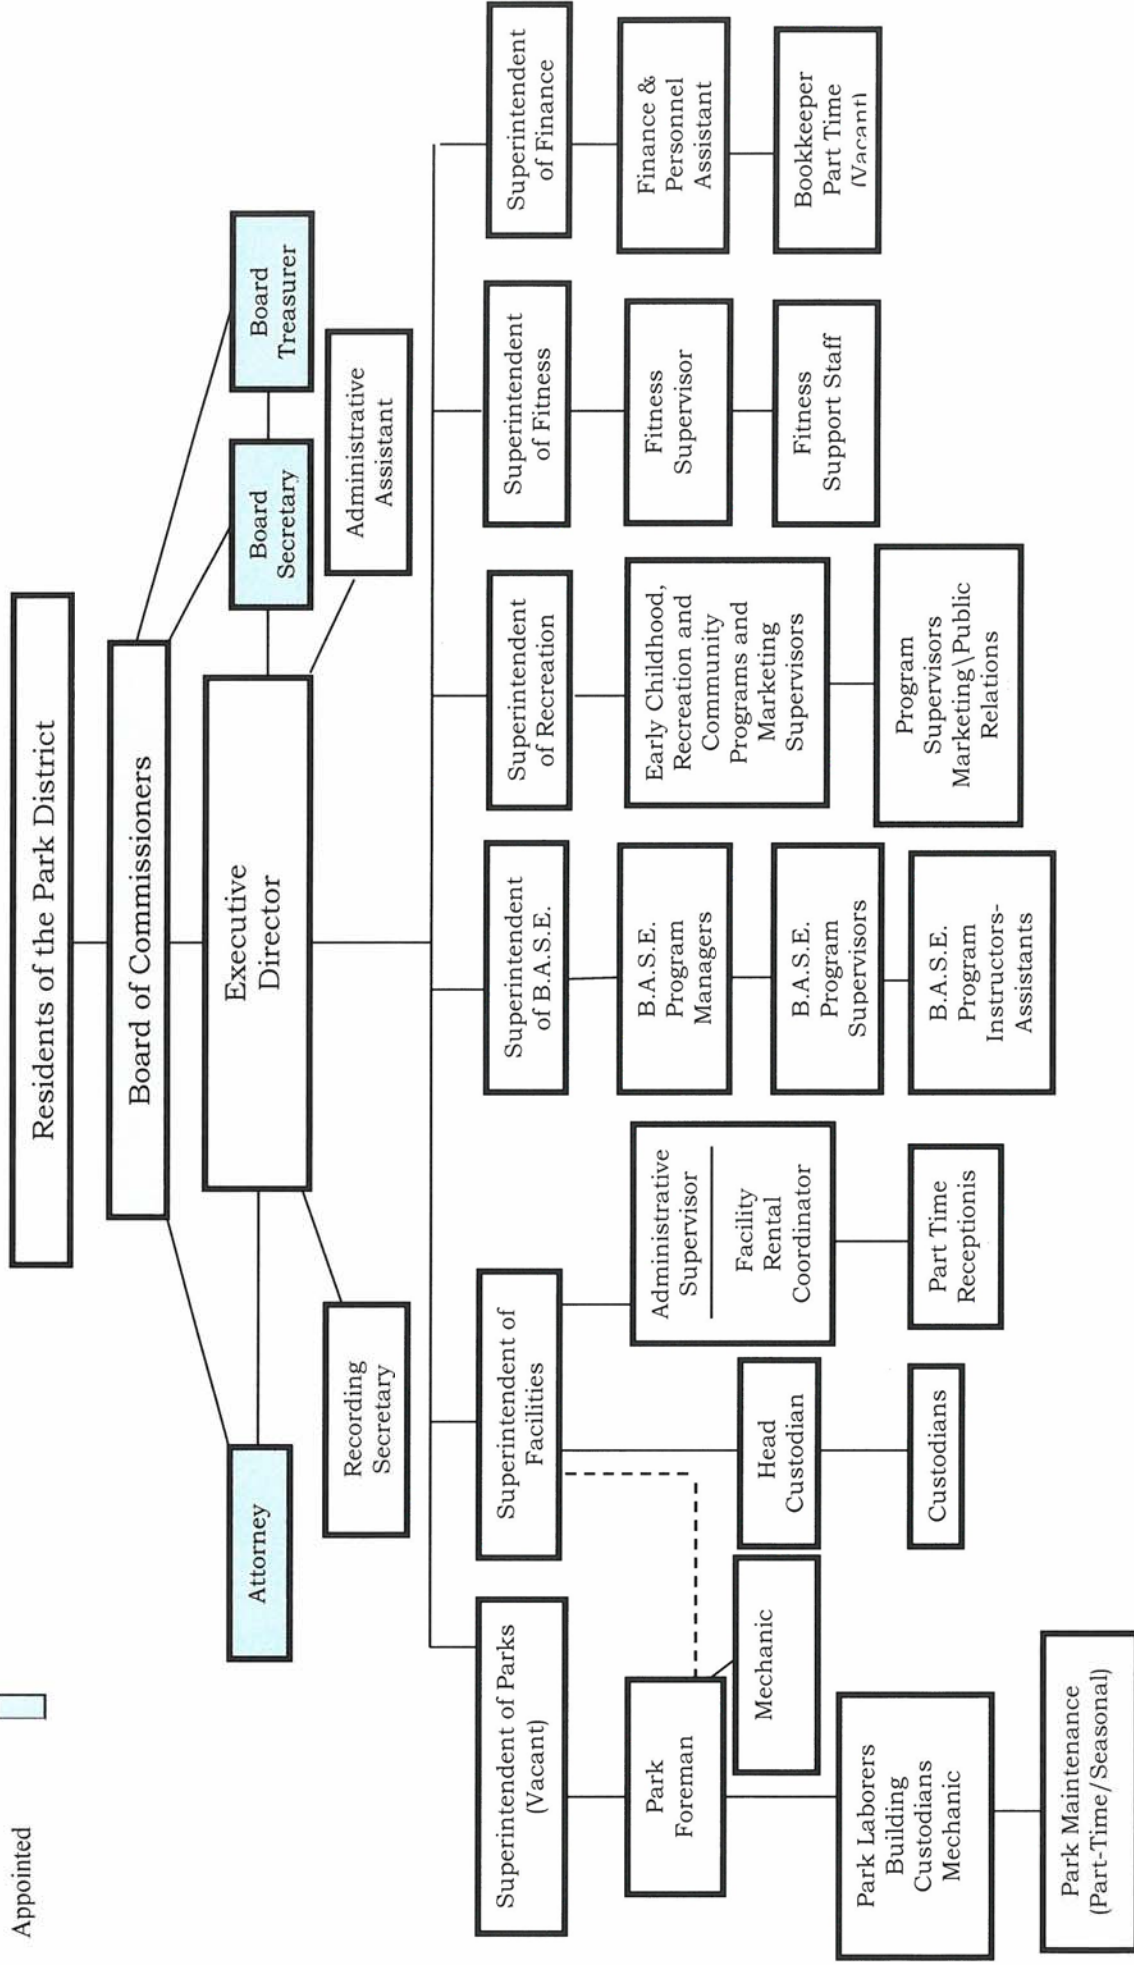 Appointed
Residents of the Park District
Board of Commissioners
Executive
Director
Attorney
Board
Secretary
Board
Treasurer
Recording
Secretary
Administrative
Assistant
Superintendent of Parks
(Vacant)
Park
Foreman
Mechanic
Park Laborers
Building
Custodians
Mechanic
Park Maintenance
(Part-Time/Seasonal)
Superintendent of
Facilities
Head
Custodian
Custodians
Administrative
Supervisor
Facility
Rental
Coordinator
Part Time
Receptionis
Superintendent
of B.A.S.E.
B.A.S.E.
Program
Managers
B.A.S.E.
Program
Supervisors
B.A.S.E.
Program
Instructors-
Assistants
Superintendent
of Recreation
Early Childhood,
Recreation and
Community
Programs and
Marketing
Supervisors
Program
Supervisors
Marketing\Public
Relations
Superintendent
of Fitness
Fitness
Supervisor
Fitness
Support Staff
Superintendent
of Finance
Finance &
Personnel
Assistant
Bookkeeper
Part Time
(Vacant)